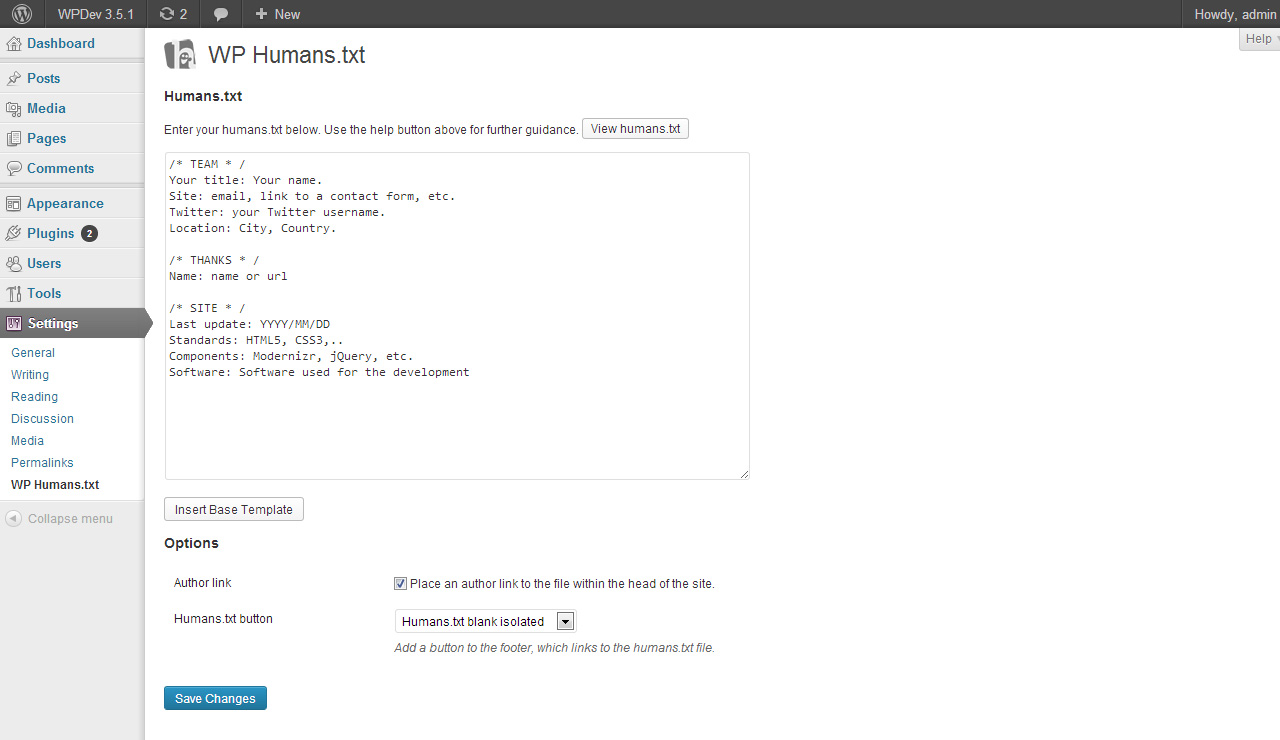 WPDev 3.5.1 2 New Howdy, admin
Help
Dashboard
Posts
Media
Pages
Comments
Appearance
Plugins 2
Users
Tools
Settings
General
Writing
Reading
Discussion
Media
Permalinks
WP Humans.txt
Collapse menu
WP Humans.txt
Humans.txt
Enter your humans.txt below. Use the help button above for further guidance. View humans.txt
/* TEAM * /
Your title: Your name.
Site: email, link to a contact form, etc.
Twitter: your Twitter username.
Location: City, Country.
/* THANKS * /
Name: name or url
/* SITE * /
Last update: YYYY/MM/DD
Standards: HTML5, CSS3,..
Components: Modernizr, jQuery, etc.
Software: Software used for the development
Insert Base Template
Options
Author link Place an author link to the file within the head of the site.
Humans.txt button Humans.txt blank isolated
Add a button to the footer, which links to the humans.txt file.
Save Changes